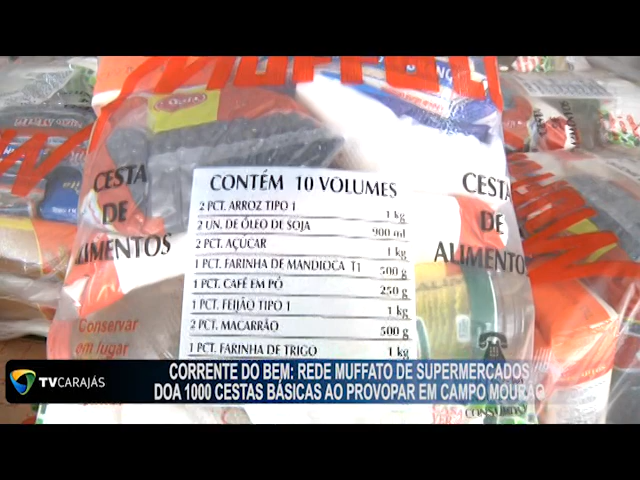 CESTA
DE
ALIMENTOS
Conservar
em lugar
CONTÉM 10 VOLUMES
2 PCT. ARROZ TIPO 1 1 kg
2 UN. DE ÓLEO DE SOJA 900 ml
2 PCT. AÇUCAR 1 kg
1 PCT. FARINHA DE MANDIOCA T1 500 g
1 PCT. CAFÉ EM PÓ 250 g
1 PCT. FEIJÃO TIPO 1 1 kg
2 PCT. MACARRÃO 500 g
1 PCT. FARINHA DE TRIGO 1 kg
CESTA
DE
ALIMENTOS
TV CARAJÁS
CORRENTE DO BEM: REDE MUFFATO DE SUPERMERCADOS
DOA 1000 CESTAS BÁSICAS AO PROVOPAR EM CAMPO MOURÃO